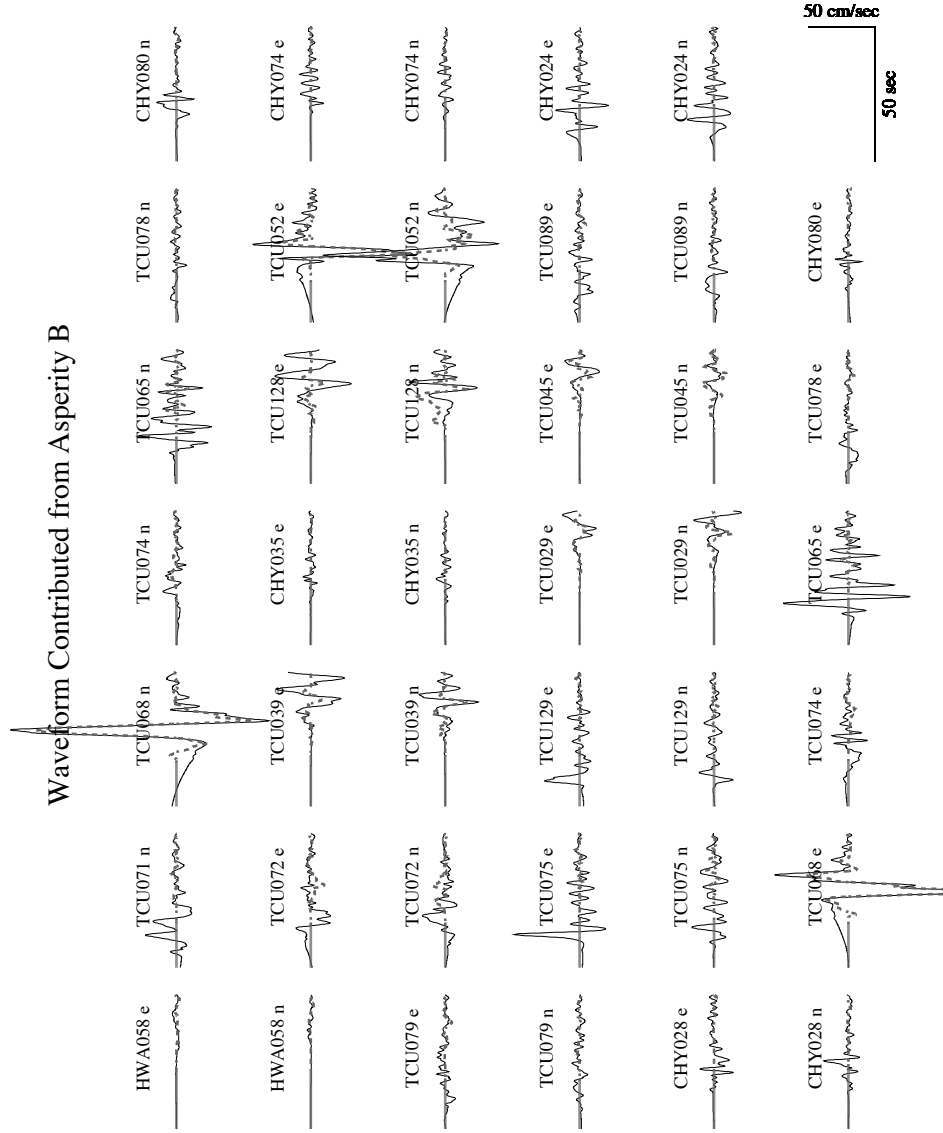 Waveform Contributed from Asperity B
HWA058 e
TCU071 n
TCU068 n
TCU074 n
TCU065 n
TCU078 n
CHY080 n
HWA058 n
TCU072 e
TCU039 e
CHY035 e
TCU128 e
TCU052 e
CHY074 e
TCU079 e
TCU072 n
TCU039 n
CHY035 n
TCU128 n
TCU052 n
CHY074 n
TCU079 n
TCU075 e
TCU129 e
TCU029 e
TCU045 e
TCU089 e
CHY024 e
CHY028 e
TCU075 n
TCU129 n
TCU029 n
TCU045 n
TCU089 n
CHY024 n
CHY028 n
TCU068 e
TCU074 e
TCU065 e
TCU078 e
CHY080 e
50 cm/sec
50 sec